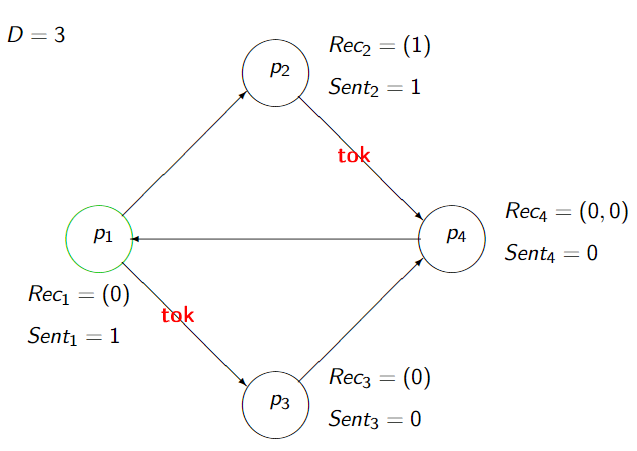 D = 3
p₂
Rec₂ = (1)
Sent₂ = 1
tok
p₁
p₄
Rec₄ = (0, 0)
Sent₄ = 0
Rec₁ = (0)
Sent₁ = 1
tok
p₃
Rec₃ = (0)
Sent₃ = 0